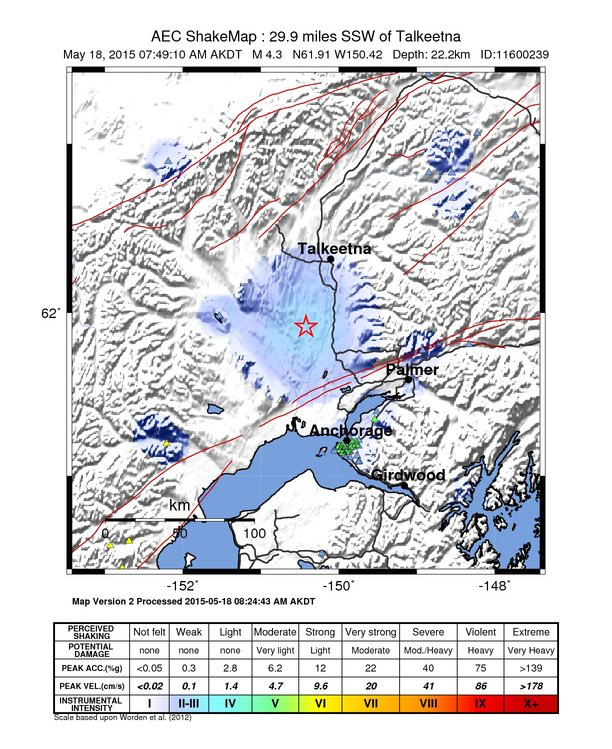 AEC ShakeMap : 29.9 miles SSW of Talkeetna
May 18, 2015 07:49:10 AM AKDT M 4.3 N61.91 W150.42 Depth: 22.2km ID:11600239
Talkeetna
62˚
Palmer
Anchorage
Girdwood
km
0 50 100
-152˚ -150˚ -148˚
Map Version 2 Processed 2015-05-18 08:24:43 AM AKDT
PERCEIVED SHAKING Not felt Weak Light Moderate Strong Very strong Severe Violent Extreme
POTENTIAL DAMAGE none none none Very light Light Moderate Mod./Heavy Heavy Very Heavy
PEAK ACC.(%g) <0.05 0.3 2.8 6.2 12 22 40 75 >139
PEAK VEL.(cm/s) <0.02 0.1 1.4 4.7 9.6 20 41 86 >178
INSTRUMENTAL INTENSITY I II-III IV V VI VII VIII IX X+
Scale based upon Worden et al. (2012)